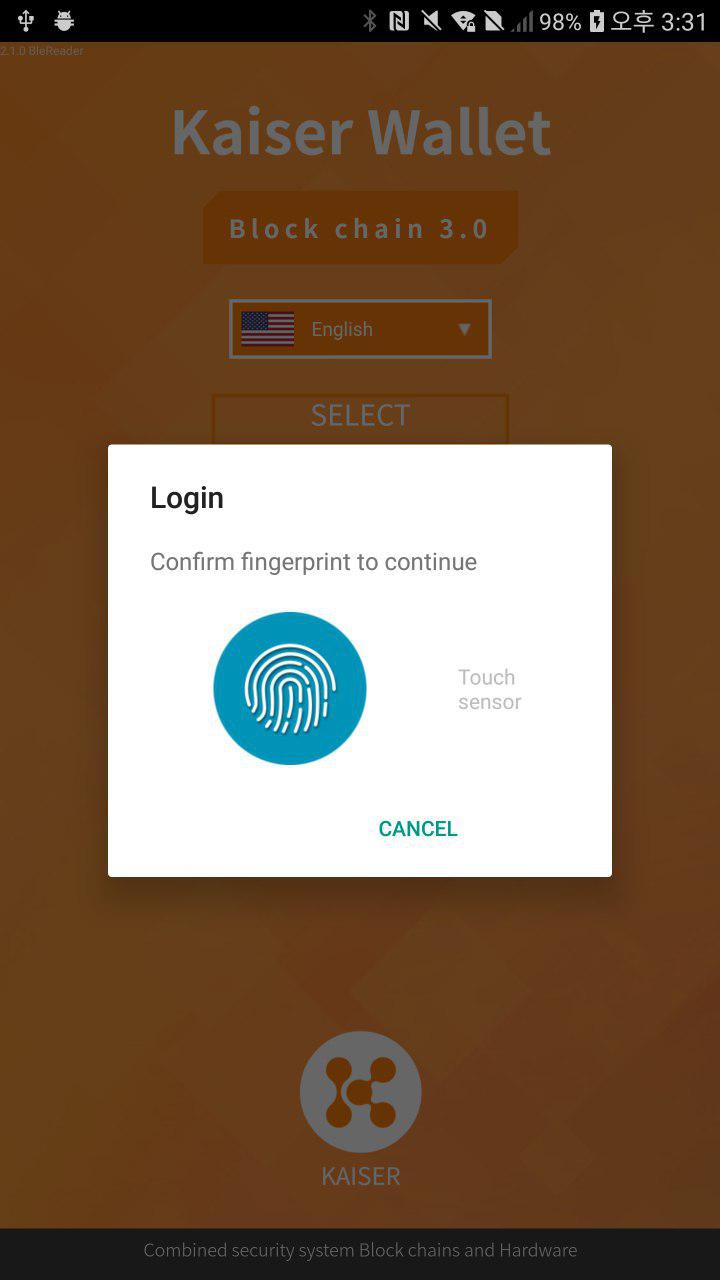 98% 오후 3:31
2.1.0 BleReader
Kaiser Wallet
Block chain 3.0
English
SELECT
Login
Confirm fingerprint to continue
Touch
sensor
CANCEL
KAISER
Combined security system Block chains and Hardware